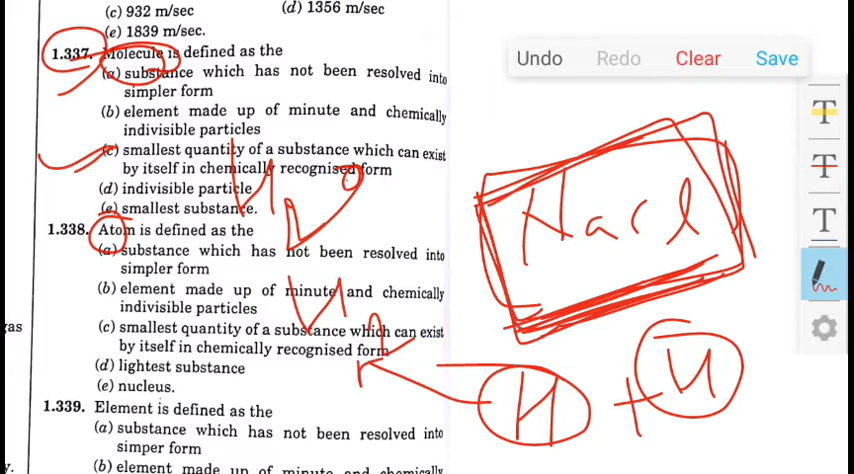 (c) 932 m/sec (d) 1356 m/sec
(e) 1839 m/sec.
Undo Redo Clear Save
1.337. Molecule is defined as the
(a) substance which has not been resolved into
simpler form
(b) element made up of minute and chemically
indivisible particles
(c) smallest quantity of a substance which can exist
by itself in chemically recognised form
(d) indivisible particle
(e) smallest substance.
Nacl
1.338. Atom is defined as the
(a) substance which has not been resolved into
simpler form
(b) element made up of minute and chemically
indivisible particles
gas
(c) smallest quantity of a substance which can exist
by itself in chemically recognised form
(d) lightest substance
(e) nucleus.
H + H
1.339. Element is defined as the
(a) substance which has not been resolved into
simper form
(b) element made up of minute and chemically